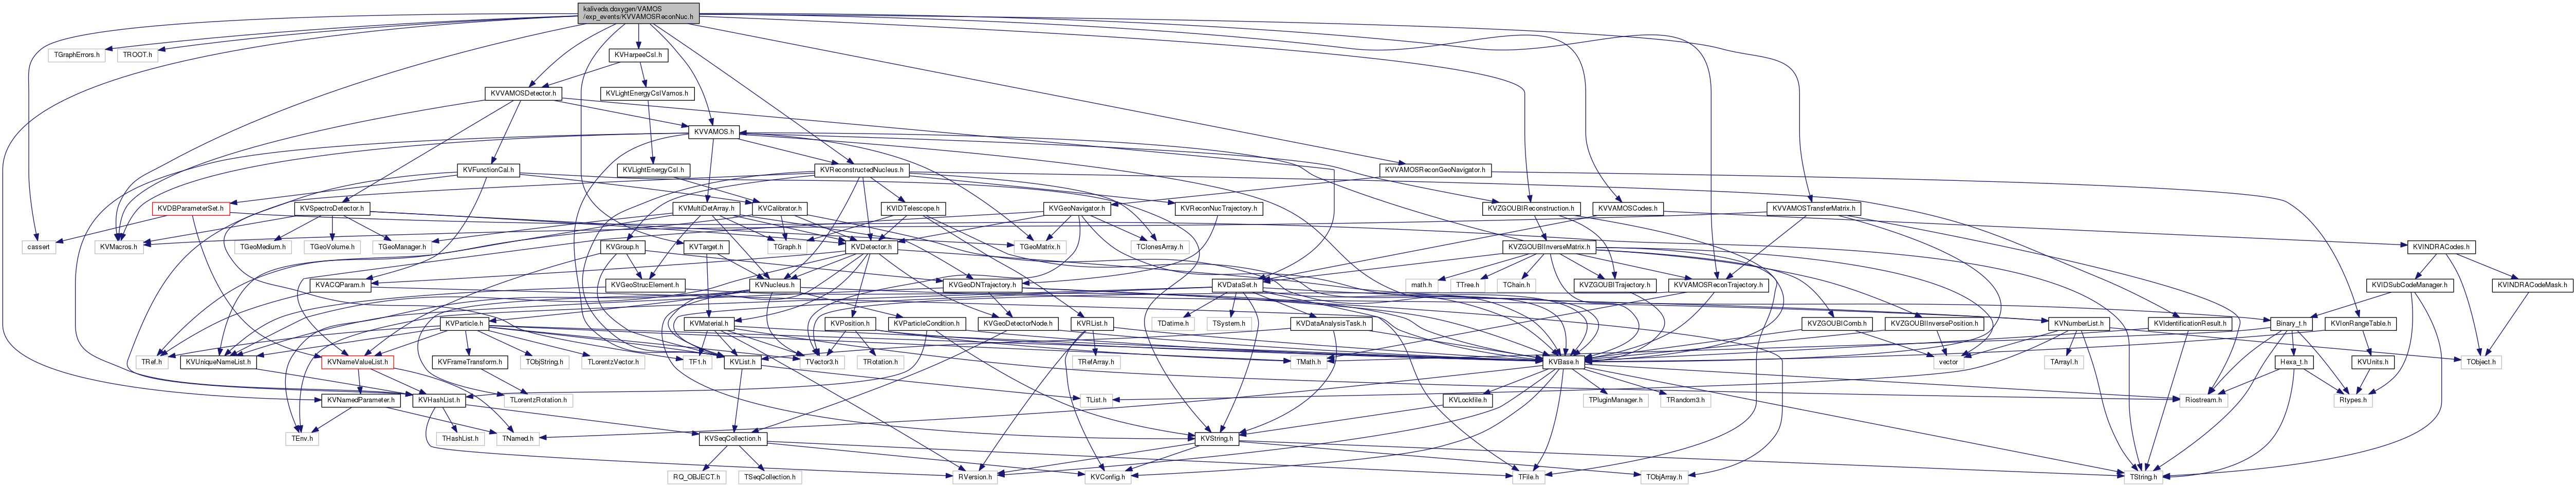 kaliveda.doxygen/VAMOS
/exp_events/KVVAMOSReconNuc.h
TGraphErrors.h
TROOT.h
KVHarpeeCsI.h
KVVAMOSDetector.h
KVLightEnergyCsIVamos.h
KVVAMOS.h
KVFunctionCal.h
KVLightEnergyCsI.h
KVReconstructedNucleus.h
KVVAMOSReconGeoNavigator.h
KVDBParameterSet.h
KVSpectroDetector.h
KVMultiDetArray.h
KVCalibrator.h
KVIDTelescope.h
KVGeoNavigator.h
KVReconNucTrajectory.h
KVZGOUBIReconstruction.h
KVVAMOSCodes.h
KVVAMOSTransferMatrix.h
cassert
KVMacros.h
TGeoMedium.h
TGeoVolume.h
TGeoManager.h
KVGroup.h
KVTarget.h
TGraph.h
KVDetector.h
TGeoMatrix.h
TClonesArray.h
KVZGOUBIInverseMatrix.h
KVINDRACodes.h
KVACQParam.h
KVGeoStrucElement.h
KVNucleus.h
KVGeoDNTrajectory.h
KVDataSet.h
math.h
TTree.h
TChain.h
KVZGOUBITrajectory.h
KVVAMOSReconTrajectory.h
KVIDSubCodeManager.h
KVINDRACodeMask.h
KVParticle.h
KVMaterial.h
KVPosition.h
KVParticleCondition.h
KVGeoDetectorNode.h
KVRList.h
TDatime.h
TSystem.h
KVDataAnalysisTask.h
KVZGOUBIComb.h
KVZGOUBIInversePosition.h
KVNumberList.h
KVIdentificationResult.h
Binary_t.h
KVIonRangeTable.h
TRef.h
KVUniqueNameList.h
KVNameValueList.h
KVFrameTransform.h
TObjString.h
TLorentzVector.h
TF1.h
KVList.h
TVector3.h
TRotation.h
TRefArray.h
TMath.h
KVBase.h
vector
TArrayI.h
Hexa_t.h
KVUnits.h
TObject.h
KVNamedParameter.h
KVHashList.h
TLorentzRotation.h
TList.h
KVLockfile.h
TPluginManager.h
TRandom3.h
Riostream.h
Rtypes.h
TEnv.h
THashList.h
TNamed.h
KVSeqCollection.h
KVString.h
RQ_OBJECT.h
TSeqCollection.h
RVersion.h
KVConfig.h
TFile.h
TObjArray.h
TString.h